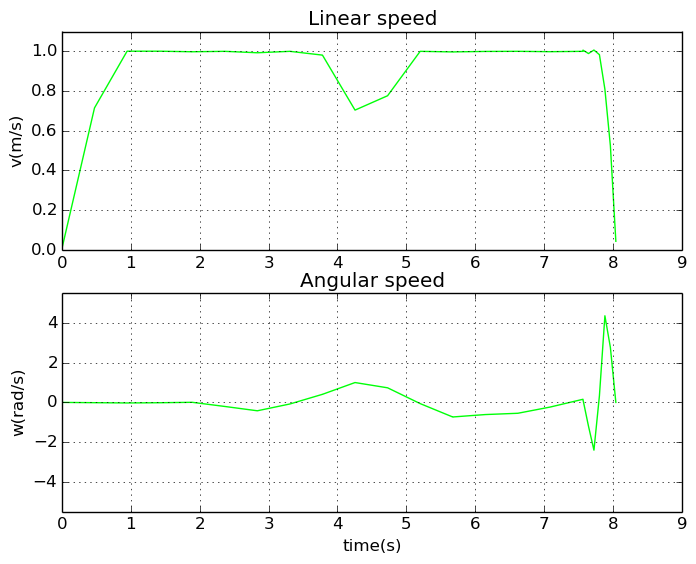 Linear speed
1.0
0.8
0.6
0.4
0.2
0.0
v(m/s)
0 1 2 3 4 5 6 7 8 9
Angular speed
4
2
0
−2
−4
w(rad/s)
0 1 2 3 4 5 6 7 8 9
time(s)